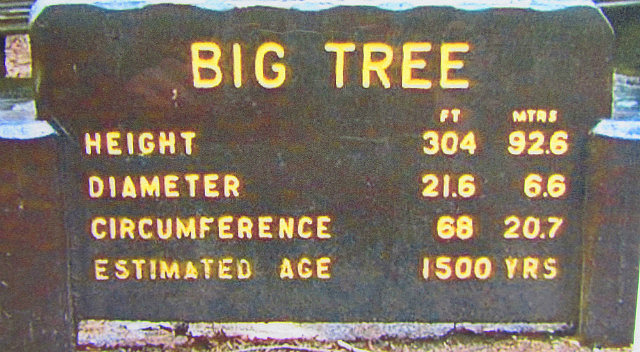 BIG TREE
FT MTRS
HEIGHT 304 92.6
DIAMETER 21.6 6.6
CIRCUMFERENCE 68 20.7
ESTIMATED AGE 1500 YRS